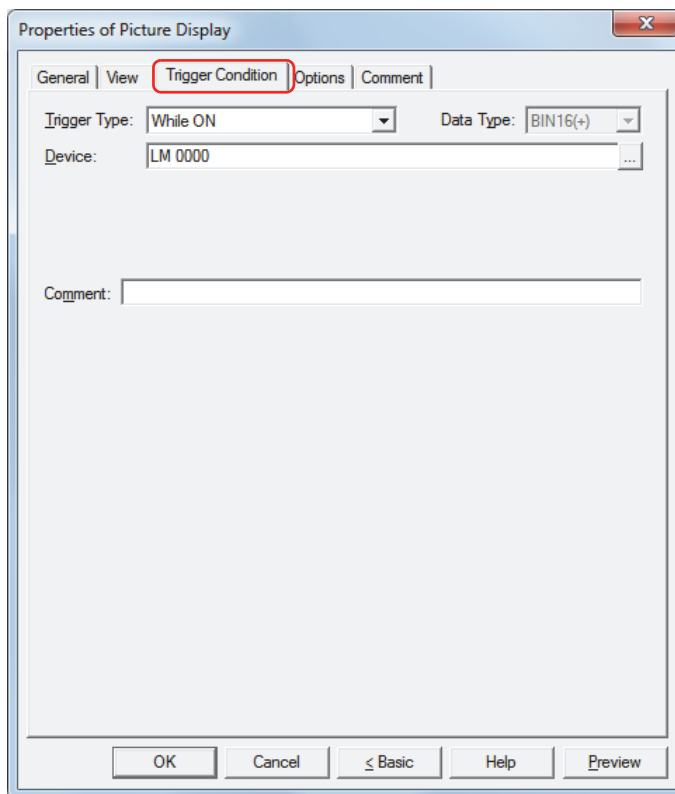 Properties of Picture Display
X
General View Trigger Condition Options Comment
Trigger Type: While ON Data Type: BIN16(+)
Device: LM 0000 ...
Comment:
OK Cancel < Basic Help Preview